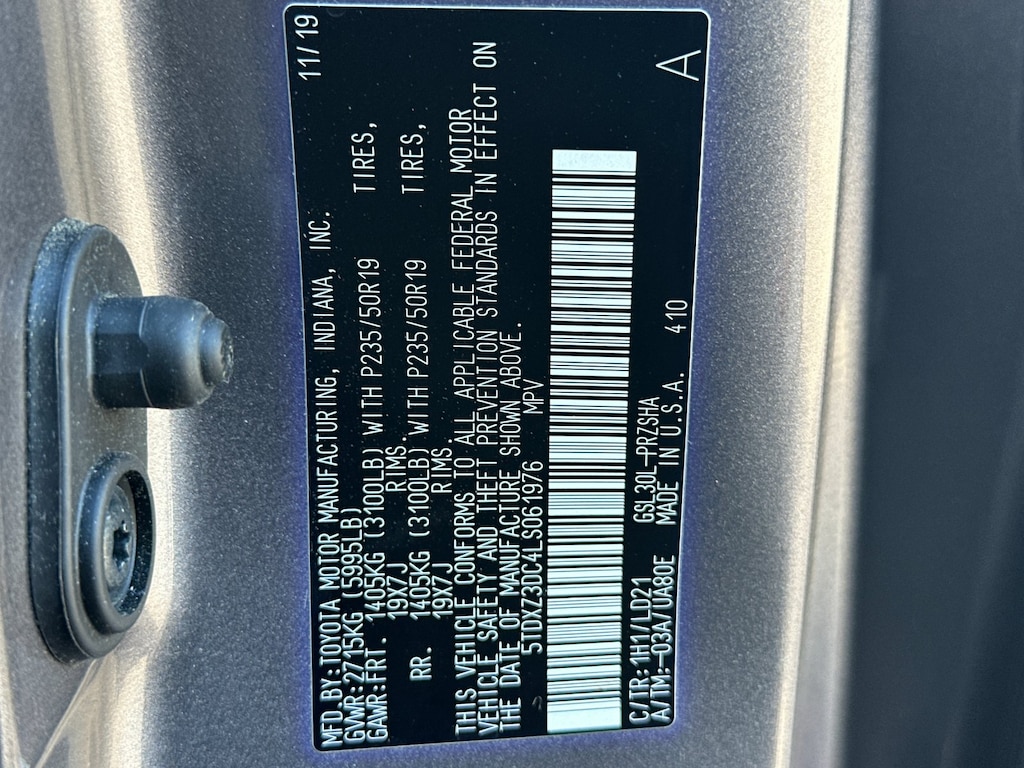 MFD.BY:TOYOTA MOTOR MANUFACTURING, INDIANA, INC. 11/19
GVWR:2715KG (5995LB)
GAWR:FRT. 1405KG (3100LB) WITH P235/50R19 TIRES,
19X7J RIMS.
RR. 1405KG (3100LB) WITH P235/50R19 TIRES,
19X7J RIMS.
THIS VEHICLE CONFORMS TO ALL APPLICABLE FEDERAL MOTOR
VEHICLE SAFETY AND THEFT PREVENTION STANDARDS IN EFFECT ON
THE DATE OF MANUFACTURE SHOWN ABOVE.
5TDXZ3DC4LS061976 MPV
C/TR:1H1/LD21 GSL30L-PRZSHA
A/TM:-03A/UA80E MADE IN U.S.A. 410 A